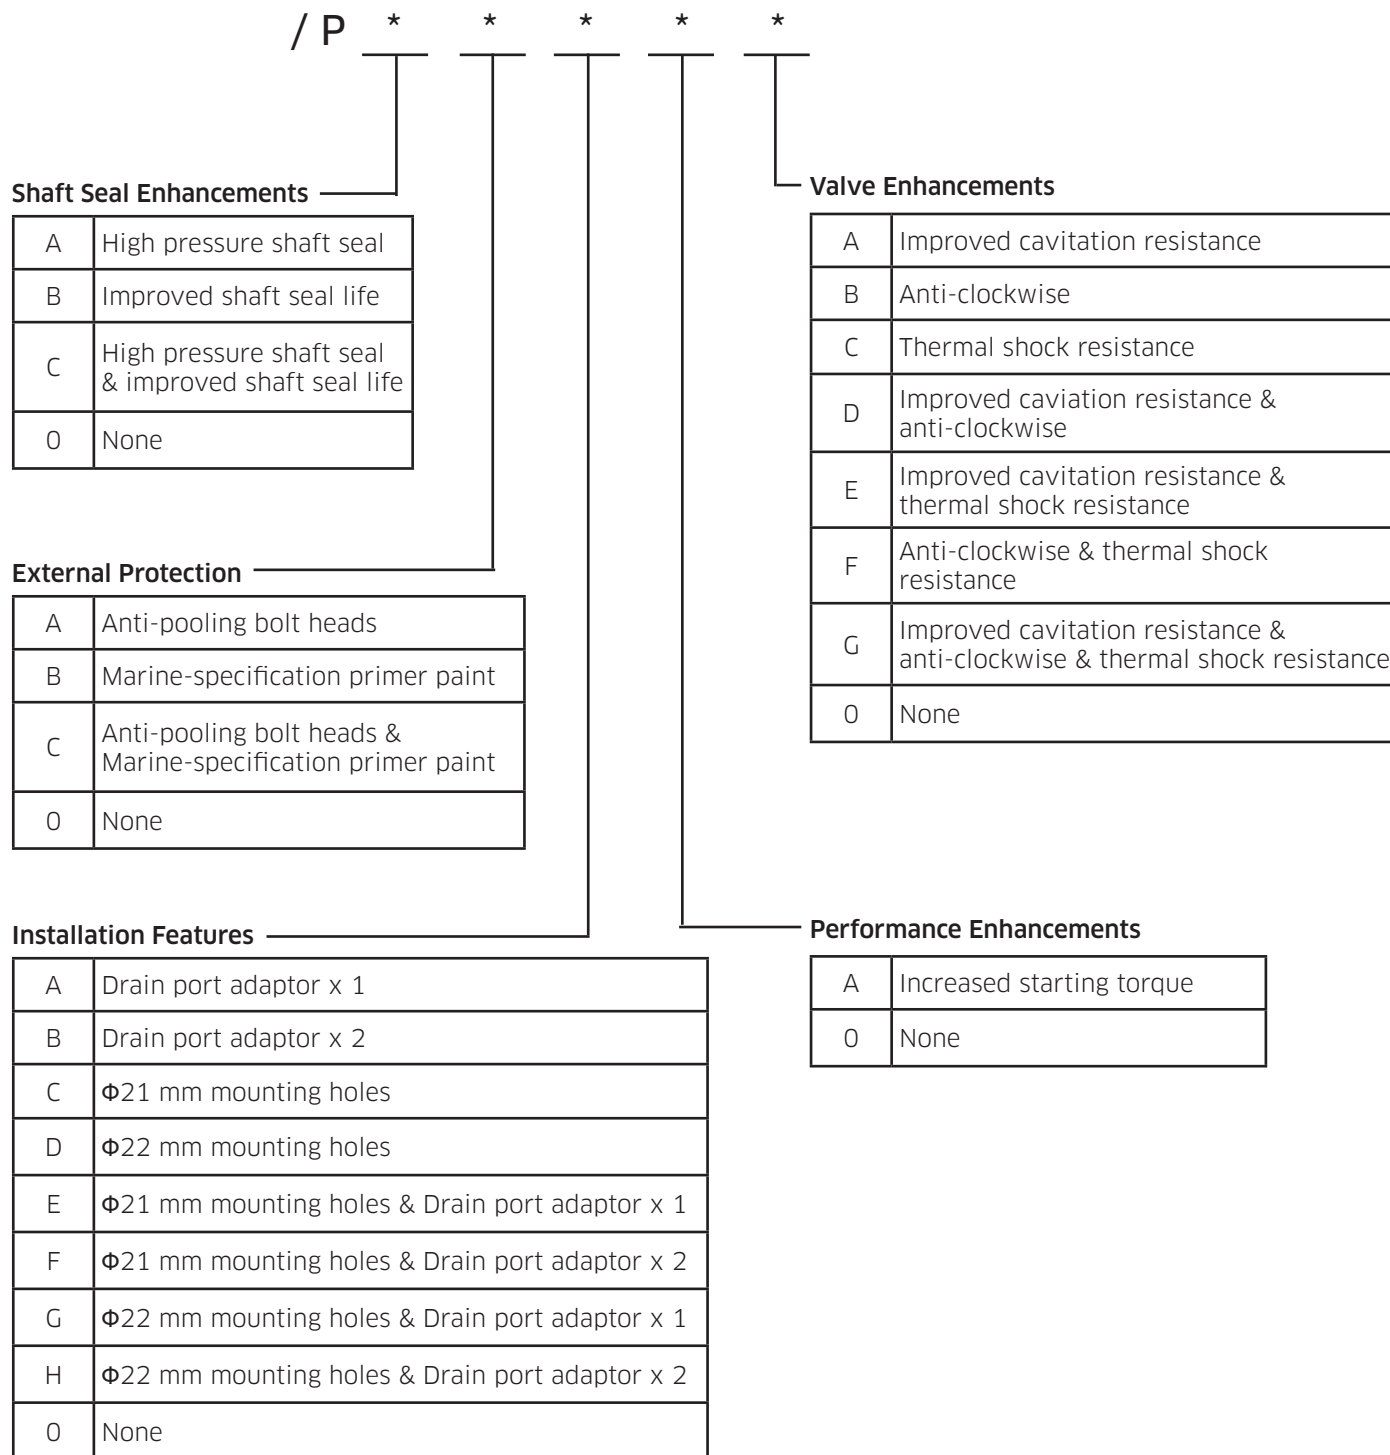 / P * * * * *
Shaft Seal Enhancements
A High pressure shaft seal
B Improved shaft seal life
C High pressure shaft seal
& improved shaft seal life
0 None
External Protection
A Anti-pooling bolt heads
B Marine-specification primer paint
C Anti-pooling bolt heads &
Marine-specification primer paint
0 None
Installation Features
A Drain port adaptor x 1
B Drain port adaptor x 2
C Φ21 mm mounting holes
D Φ22 mm mounting holes
E Φ21 mm mounting holes & Drain port adaptor x 1
F Φ21 mm mounting holes & Drain port adaptor x 2
G Φ22 mm mounting holes & Drain port adaptor x 1
H Φ22 mm mounting holes & Drain port adaptor x 2
0 None
Valve Enhancements
A Improved cavitation resistance
B Anti-clockwise
C Thermal shock resistance
D Improved caviation resistance &
anti-clockwise
E Improved cavitation resistance &
thermal shock resistance
F Anti-clockwise & thermal shock
resistance
G Improved cavitation resistance &
anti-clockwise & thermal shock resistance
0 None
Performance Enhancements
A Increased starting torque
0 None